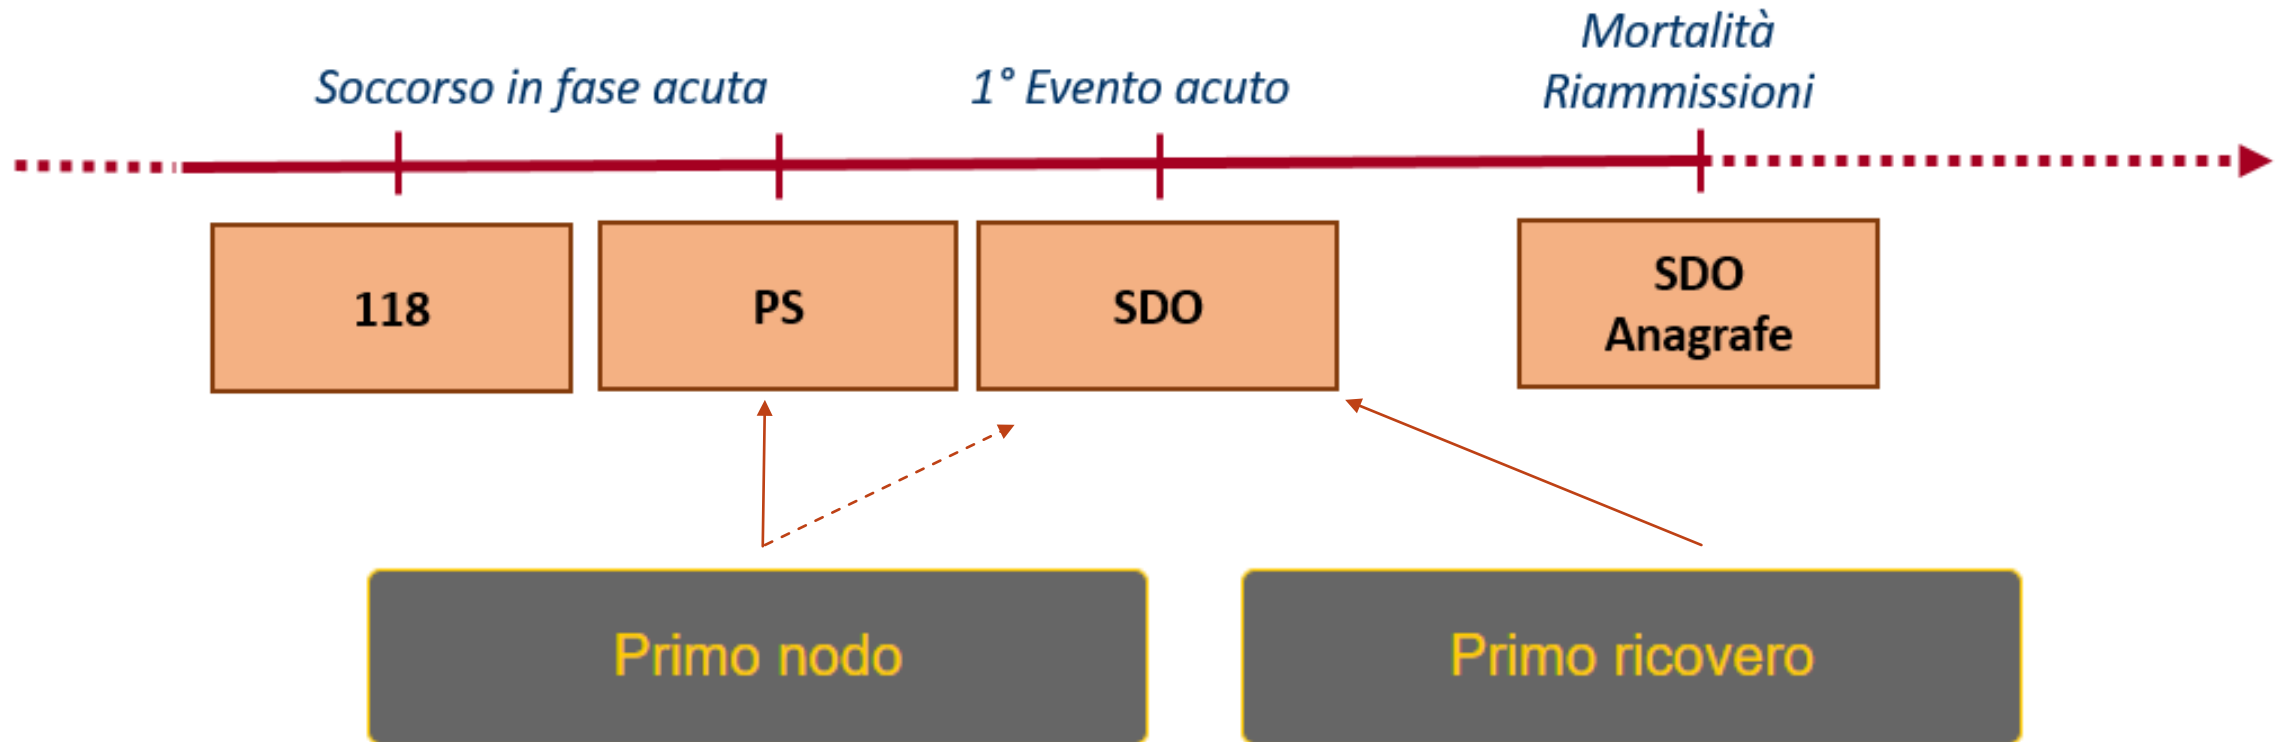 Mortalità
Soccorso in fase acuta
1° Evento acuto
Riammissioni
118
PS
SDO
SDO
Anagrafe
Primo nodo
Primo ricovero